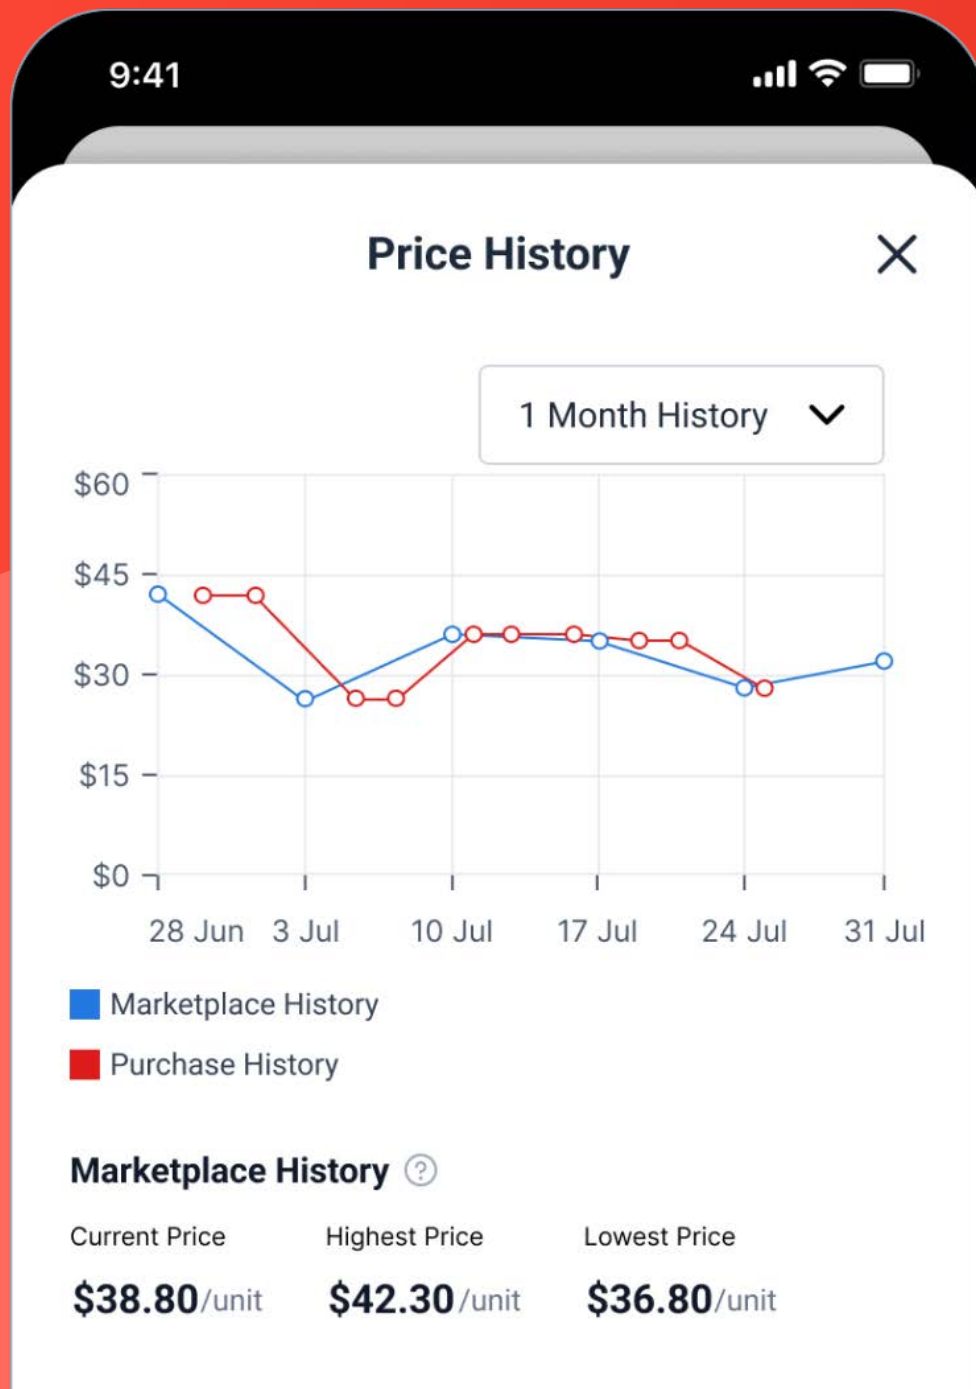 9:41
Price History
1 Month History
$60
$45
$30
$15
$0
28 Jun 3 Jul 10 Jul 17 Jul 24 Jul 31 Jul
Marketplace History
Purchase History
Marketplace History ?
Current Price Highest Price Lowest Price
$38.80/unit $42.30/unit $36.80/unit